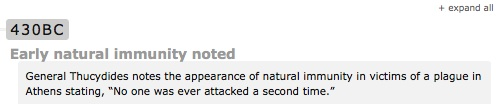 + expand all
430BC
Early natural immunity noted
General Thucydides notes the appearance of natural immunity in victims of a plague in
Athens stating, “No one was ever attacked a second time.”